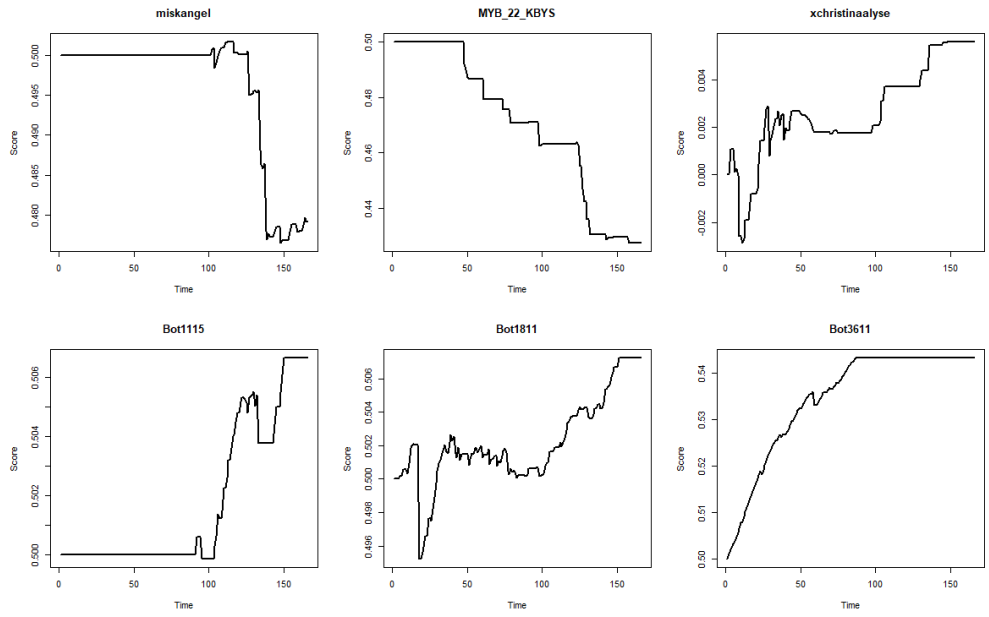 miskangel
MYB_22_KBYS
xchristinaalyse
Score
0.500
0.495
0.490
0.485
0.480
0 50 100 150
Time
Score
0.50
0.48
0.46
0.44
0 50 100 150
Time
Score
0.004
0.002
0.000
-0.002
0 50 100 150
Time
Bot1115
Bot1811
Bot3611
Score
0.506
0.504
0.502
0.500
0 50 100 150
Time
Score
0.506
0.504
0.502
0.500
0.498
0.496
0 50 100 150
Time
Score
0.54
0.53
0.52
0.51
0.50
0 50 100 150
Time